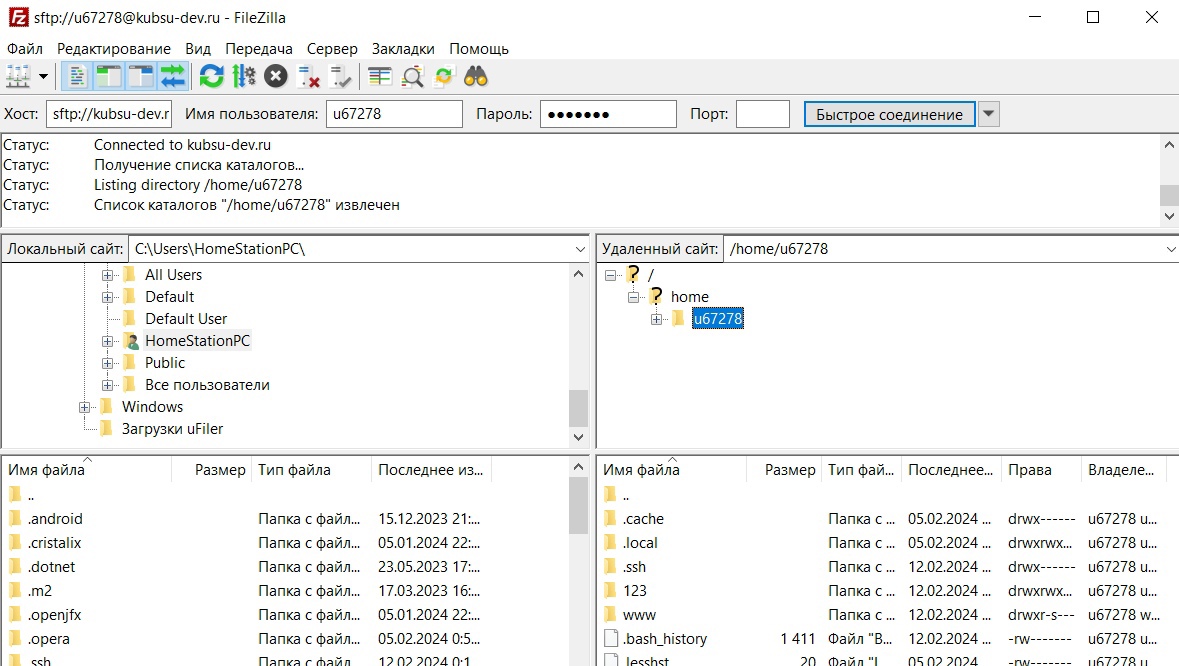 sftp://u67278@kubsu-dev.ru - FileZilla
Файл Редактирование Вид Передача Сервер Закладки Помощь
Хост: sftp://kubsu-dev.r Имя пользователя: u67278 Пароль: ●●●●●●● Порт: Быстрое соединение
Статус: Connected to kubsu-dev.ru
Статус: Получение списка каталогов...
Статус: Listing directory /home/u67278
Статус: Список каталогов "/home/u67278" извлечен
Локальный сайт: C:\Users\HomeStationPC\
All Users
Default
Default User
HomeStationPC
Public
Все пользователи
Windows
Загрузки uFiler
Удаленный сайт: /home/u67278
/
home
u67278
Имя файла Размер Тип файла Последнее из...
..
.android Папка с файл... 15.12.2023 21:...
.cristalix Папка с файл... 05.01.2024 22:...
.dotnet Папка с файл... 23.05.2023 17:...
.m2 Папка с файл... 17.03.2023 16:...
.openjfx Папка с файл... 05.01.2024 22:...
.opera Папка с файл... 05.02.2024 0:5...
.ssh Папка с файл... 12.02.2024 0:1...
Имя файла Размер Тип фай... Последнее... Права Владеле...
..
.cache Папка с ... 05.02.2024 ... drwx------ u67278 u...
.local Папка с ... 05.02.2024 ... drwxrwx... u67278 u...
.ssh Папка с ... 12.02.2024 ... drwx------ u67278 u...
123 Папка с ... 12.02.2024 ... drwxrwx... u67278 u...
www Папка с ... 12.02.2024 ... drwxr-s--- u67278 w...
.bash_history 1 411 Файл "B... 12.02.2024 ... -rw------- u67278 u...
.lesshst 20 Файл "L... 05.02.2024 ... -rw------- u67278 u...